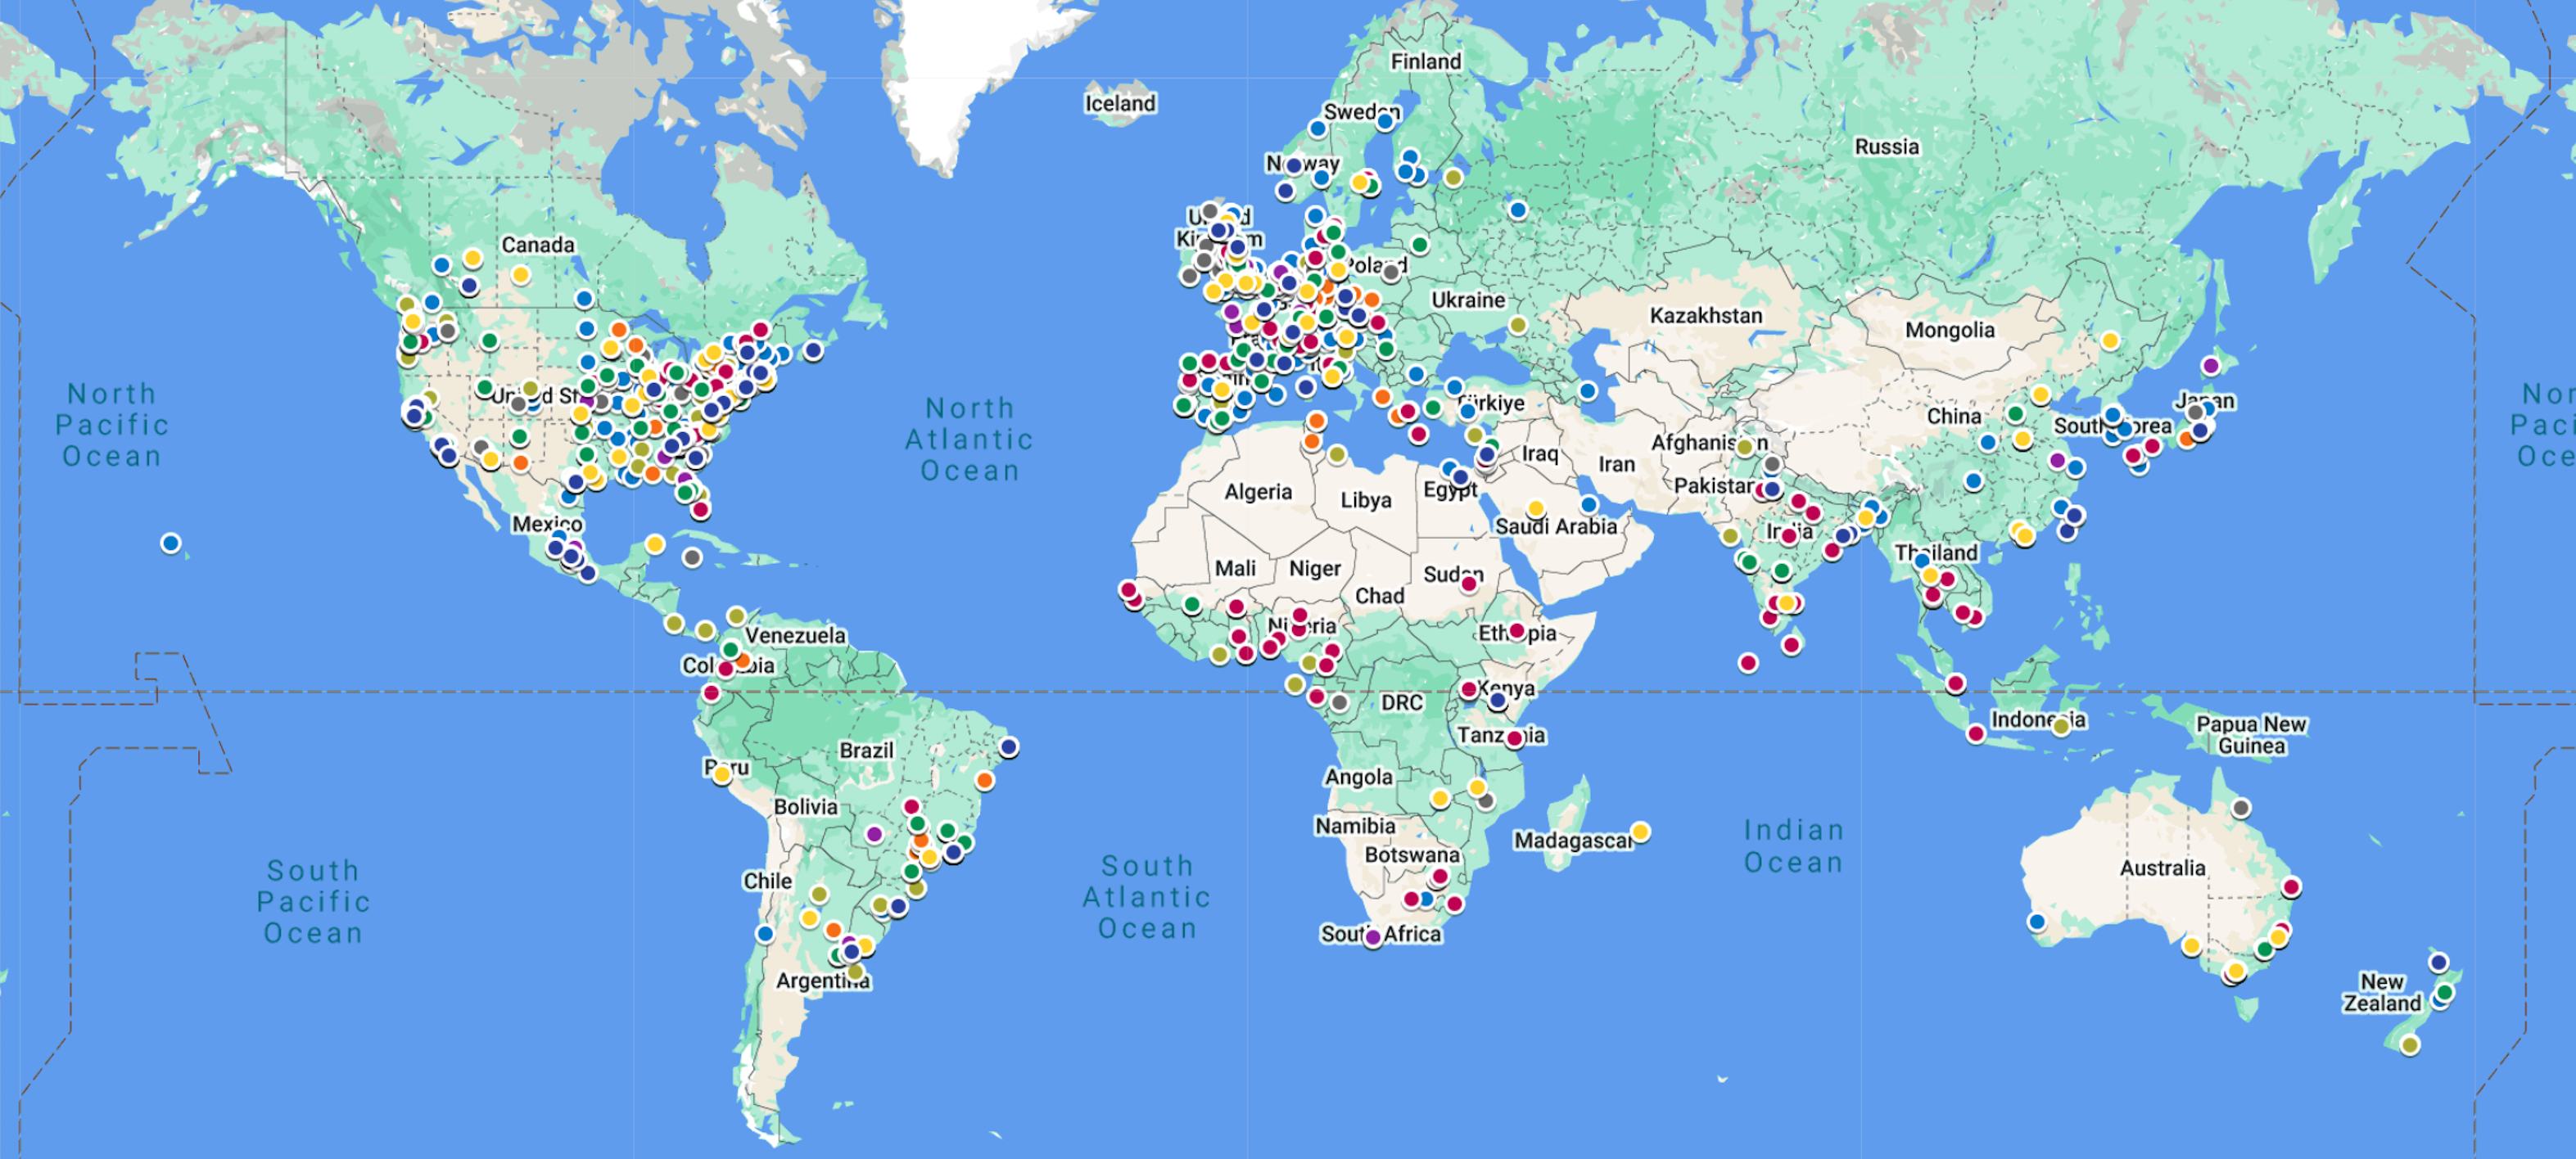 Finland
Iceland
Sweden
Norway
Russia
United
Kingdom
Canada
Poland
Ukraine
Kazakhstan
Mongolia
North
Pacific
Ocean
United St
Türkiye
Japan
North
Atlantic
Ocean
China
South Korea
North
Pacific
Ocean
Afghanistan
Iraq
Iran
Algeria
Libya
Egypt
Pakistan
Mexico
Saudi Arabia
India
Thailand
Mali
Niger
Chad
Sudan
Nigeria
Ethiopia
Venezuela
Colombia
DRC
Kenya
Indonesia
Papua New
Guinea
Tanzania
Brazil
Peru
Angola
Bolivia
Namibia
Madagascar
Indian
Ocean
Botswana
Australia
South
Pacific
Ocean
Chile
South
Atlantic
Ocean
South Africa
Argentina
New
Zealand